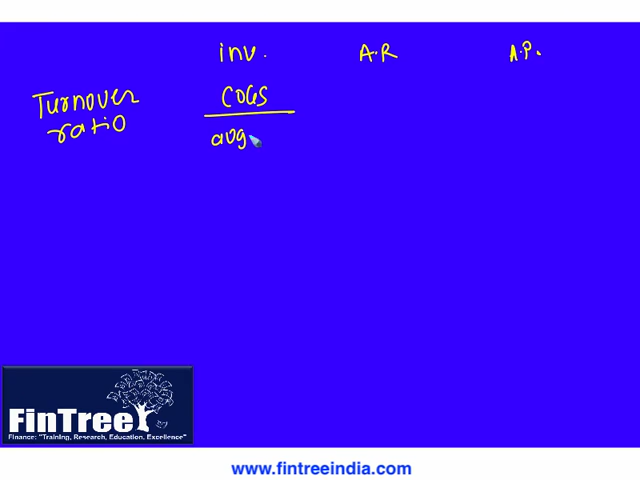 inv. A.R A.P.
Turnover COGS
ratio avg
FinTree
Finance: "Training, Research, Education, Excellence"
www.fintreeindia.com